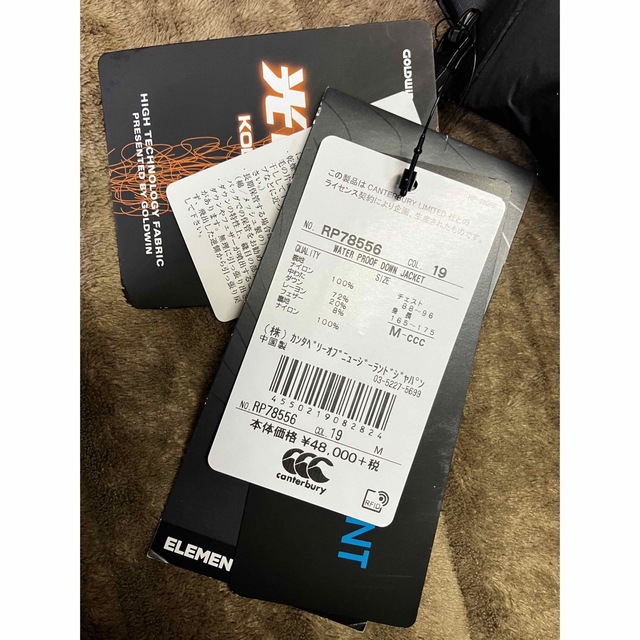 GOLDWIN
光
KO
HIGH TECHNOLOGY FABRIC
PRESENTED BY GOLDWIN
この製品は CANTERBURY LIMITED 社との
ライセンス契約により企画、生産されたものです。
NO. RP78556 COL. 19
WATER PROOF DOWN JACKET
QUALITY SIZE
表地
ナイロン 100%
中わた
ダウン 72%
レーヨン 20%
フェザー 8%
裏地
ナイロン 100%
チェスト
88-96
身長
165-175
M-CCC
(株) カンタベリーオブニュージーランドジャパン
中国製 03-5227-5699
4550219082824
NO. RP78556 COL 19 M
本体価格 ¥48,000+税
canterbury
RFID
NT
ELEMEN